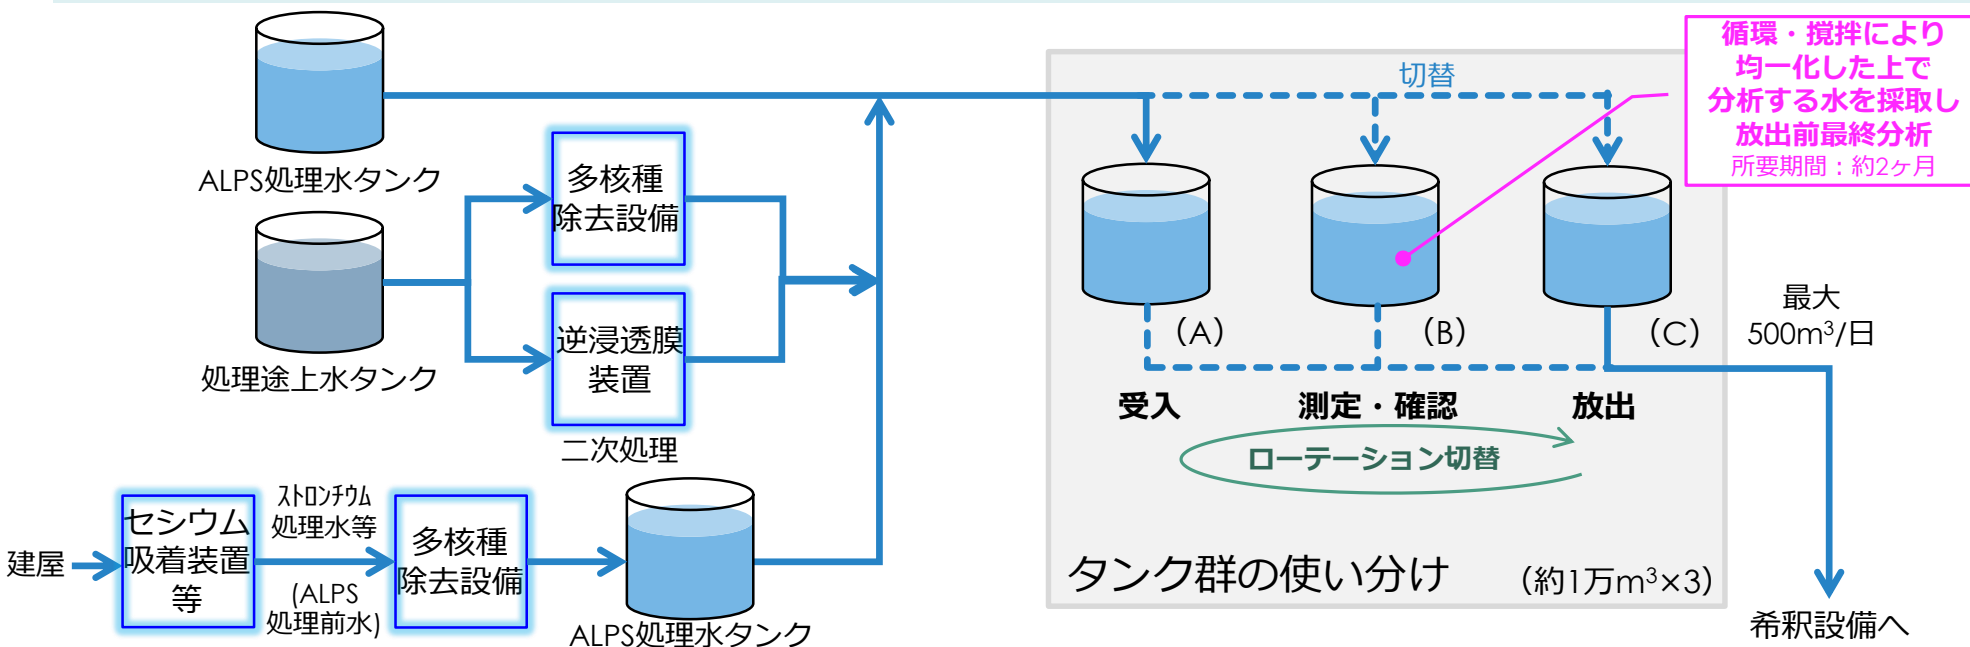 ALPS処理水タンク
処理途上水タンク
多核種
除去設備
逆浸透膜
装置
二次処理
建屋
セシウム
吸着装置
等
ストロンチウム
処理水等
(ALPS
処理前水)
多核種
除去設備
ALPS処理水タンク
切替
循環・撹拌により
均一化した上で
分析する水を採取し
放出前最終分析
所要期間：約2ヶ月
（A）
（B）
（C）
受入
測定・確認
放出
ローテーション切替
タンク群の使い分け
（約1万m³×3）
最大
500m³/日
希釈設備へ